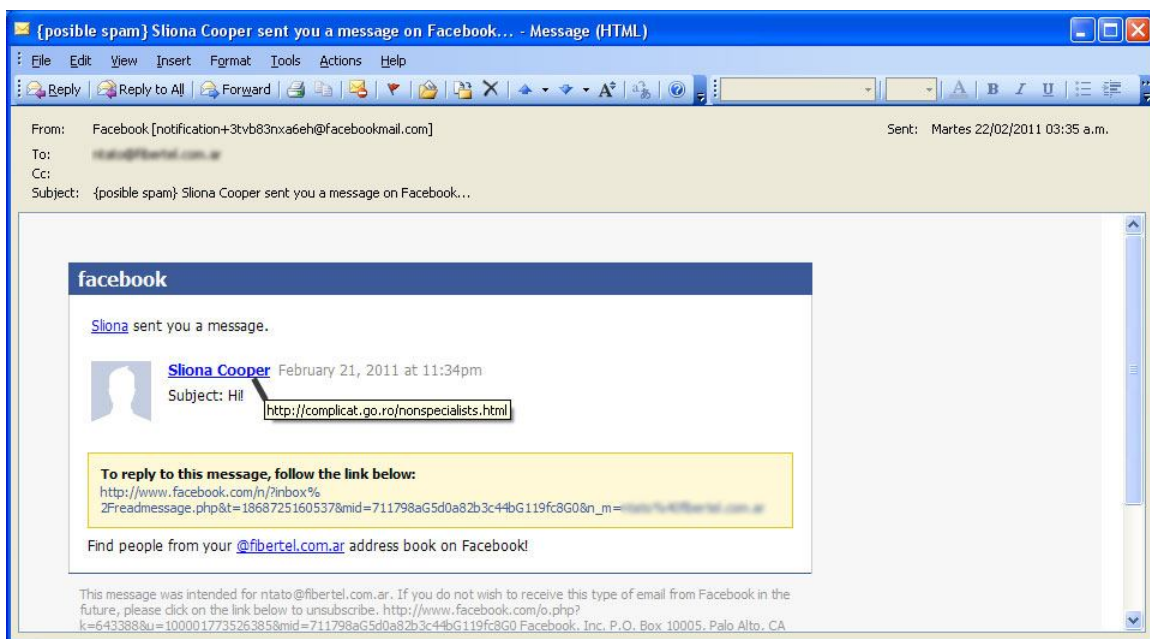 {posible spam} Sliona Cooper sent you a message on Facebook... - Message (HTML)
File Edit View Insert Format Tools Actions Help
Reply Reply to All Forward
From: Facebook [notification+3tvb83nxa6eh@facebookmail.com] Sent: Martes 22/02/2011 03:35 a.m.
To:
Cc:
Subject: {posible spam} Sliona Cooper sent you a message on Facebook...
facebook
Sliona sent you a message.
Sliona Cooper February 21, 2011 at 11:34pm
Subject: Hi!
http://complicat.go.ro/nonspecialists.html
To reply to this message, follow the link below:
http://www.facebook.com/n/?inbox%
2Freadmessage.php&t=1868725160537&mid=711798aG5d0a82b3c44bG119fc8G0&n_m=
Find people from your @fibertel.com.ar address book on Facebook!
This message was intended for ntato@fibertel.com.ar. If you do not wish to receive this type of email from Facebook in the
future, please click on the link below to unsubscribe. http://www.facebook.com/o.php?
k=643388&u=100001773526385&mid=711798aG5d0a82b3c44bG119fc8G0 Facebook, Inc. P.O. Box 10005, Palo Alto, CA